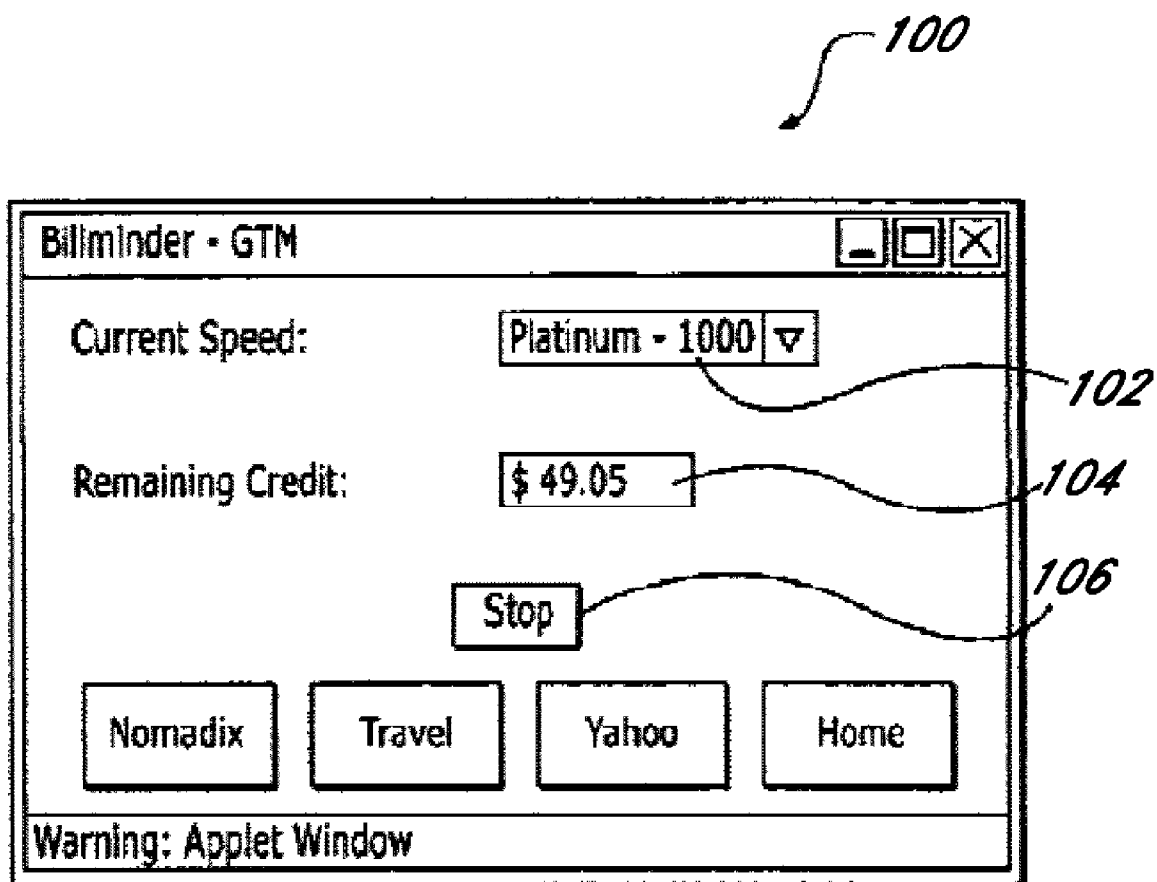 100
Billminder - GTM
Current Speed: Platinum - 1000
102
Remaining Credit: $ 49.05
104
Stop
106
Nomadix Travel Yahoo Home
Warning: Applet Window